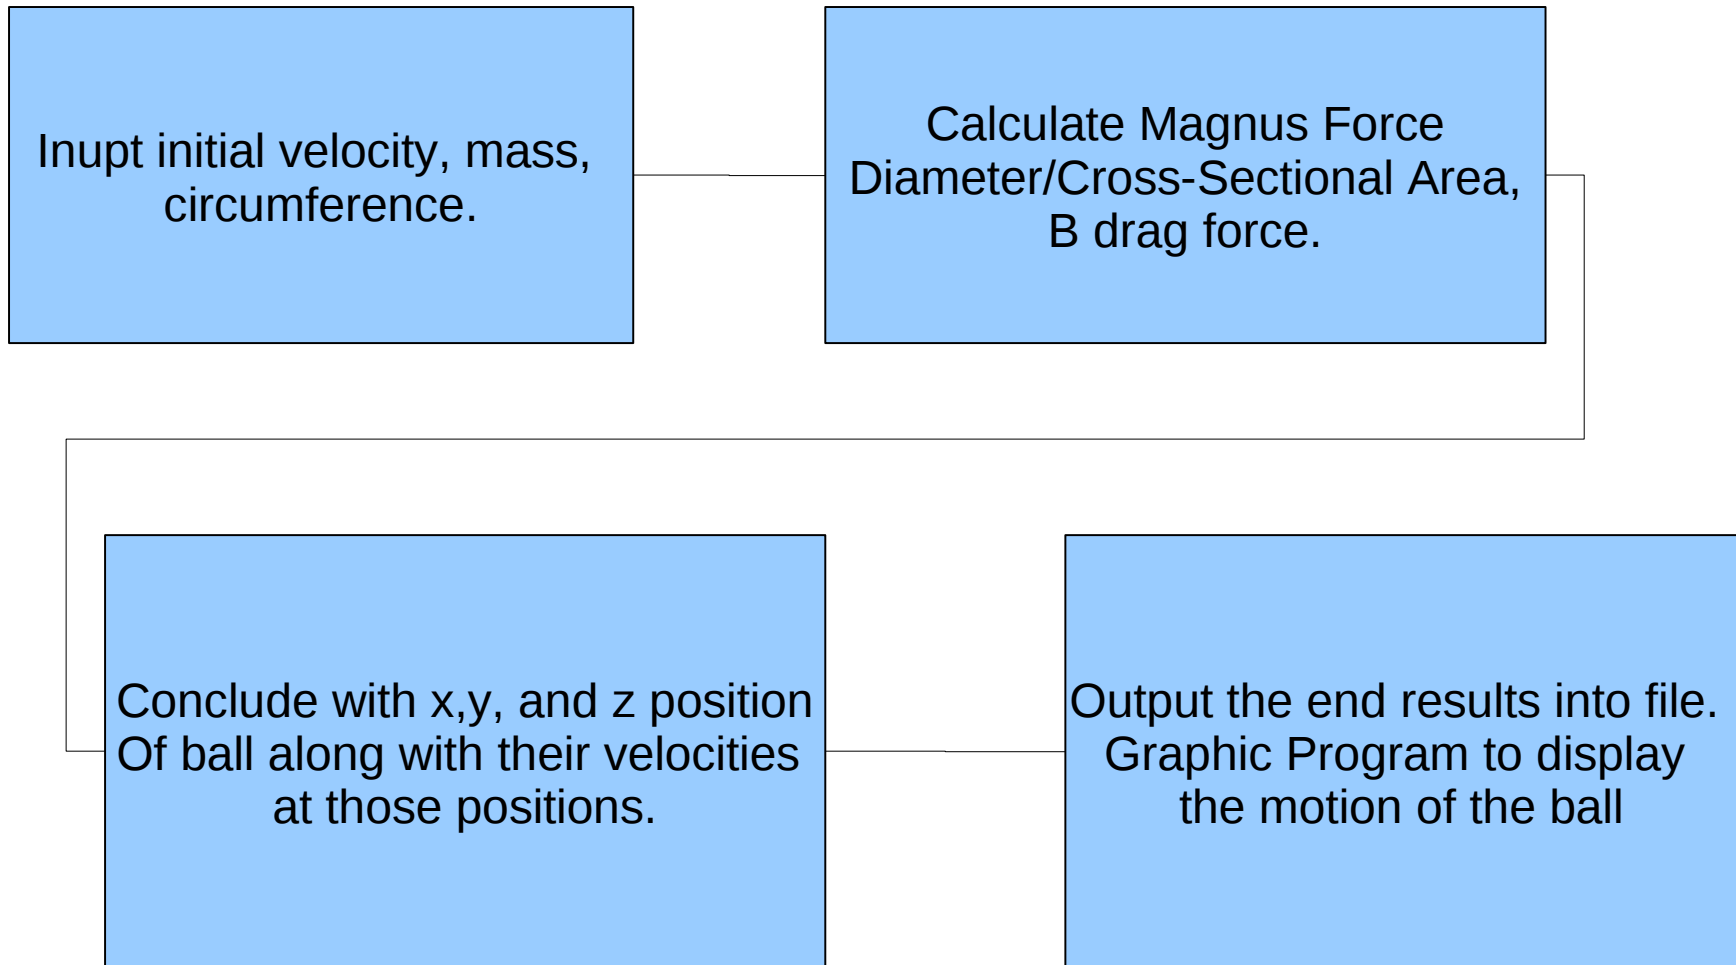 Inupt initial velocity, mass,
circumference.
Calculate Magnus Force
Diameter/Cross-Sectional Area,
B drag force.
Conclude with x,y, and z position
Of ball along with their velocities
at those positions.
Output the end results into file.
Graphic Program to display
the motion of the ball